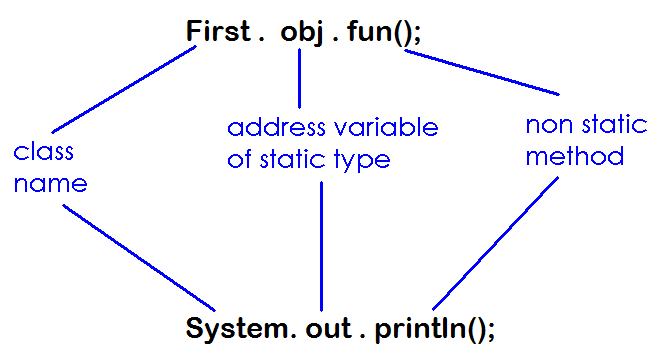 First . obj . fun();
class
name
address variable
of static type
non static
method
System. out . println();